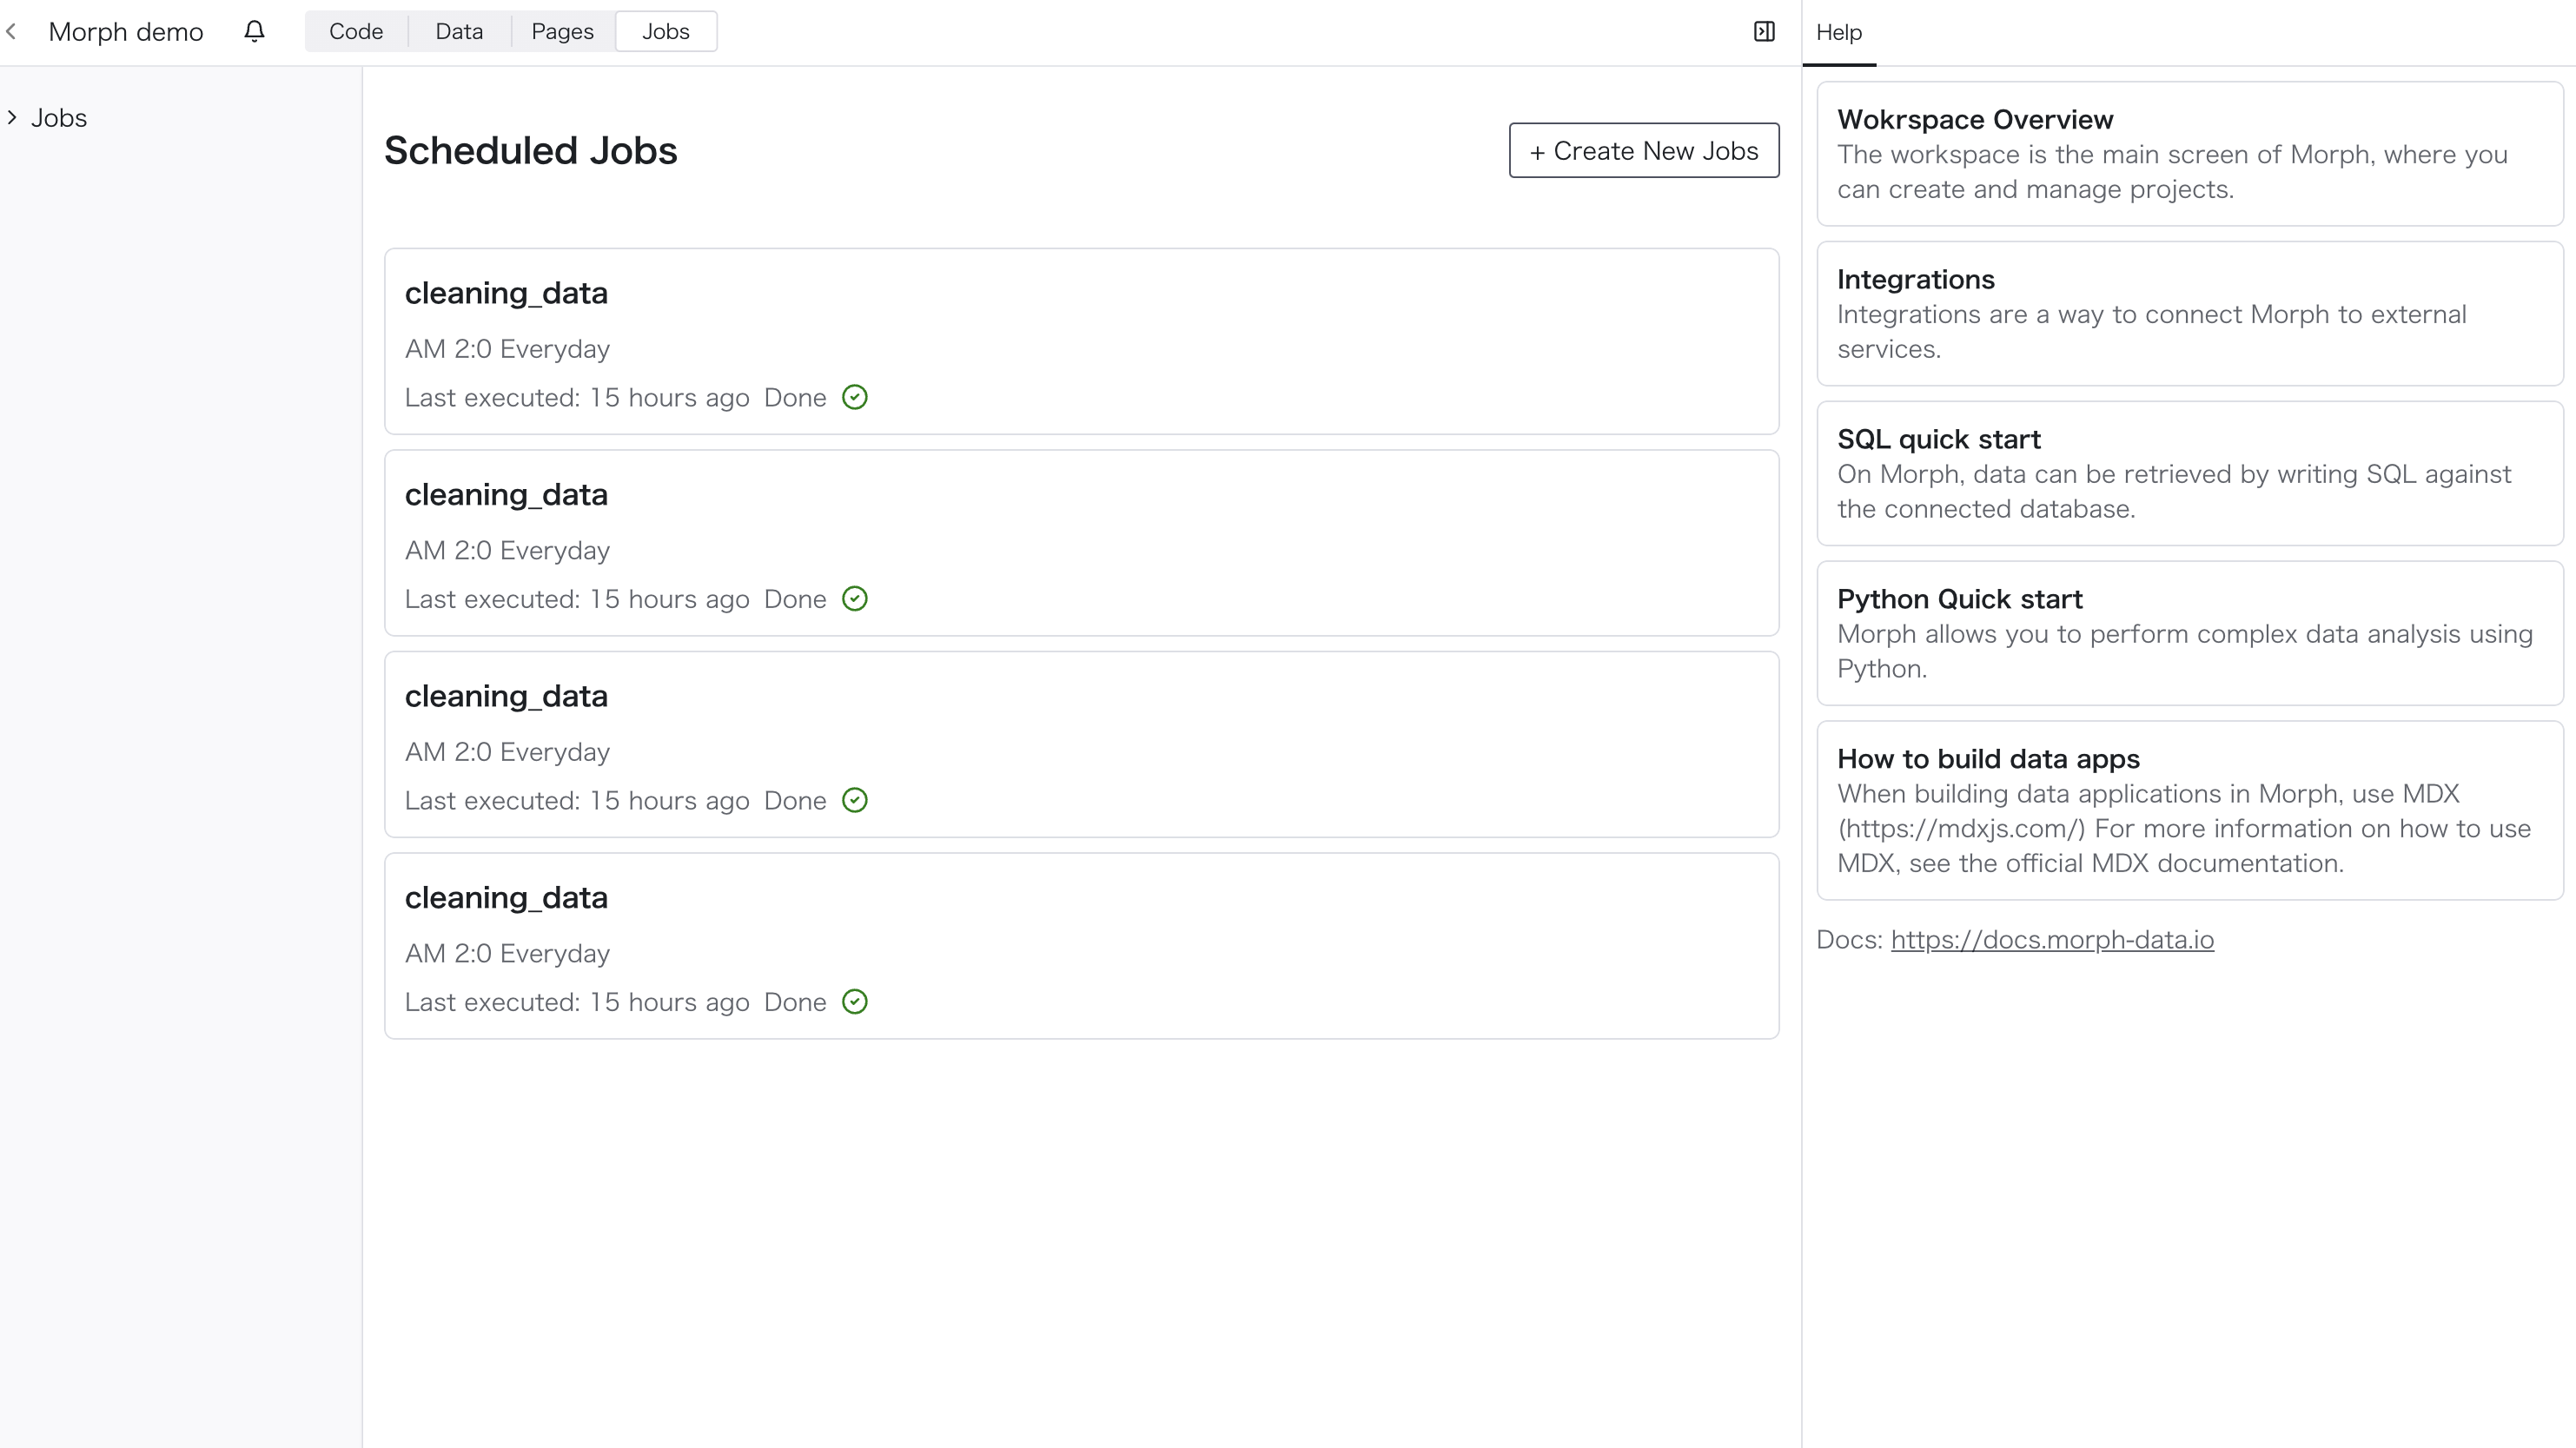 Morph demo
Code
Data
Pages
Jobs
Help
Jobs
Scheduled Jobs
+ Create New Jobs
cleaning_data
AM 2:0 Everyday
Last executed: 15 hours ago Done
cleaning_data
AM 2:0 Everyday
Last executed: 15 hours ago Done
cleaning_data
AM 2:0 Everyday
Last executed: 15 hours ago Done
cleaning_data
AM 2:0 Everyday
Last executed: 15 hours ago Done
Wokrspace Overview
The workspace is the main screen of Morph, where you
can create and manage projects.
Integrations
Integrations are a way to connect Morph to external
services.
SQL quick start
On Morph, data can be retrieved by writing SQL against
the connected database.
Python Quick start
Morph allows you to perform complex data analysis using
Python.
How to build data apps
When building data applications in Morph, use MDX
(https://mdxjs.com/) For more information on how to use
MDX, see the official MDX documentation.
Docs: https://docs.morph-data.io